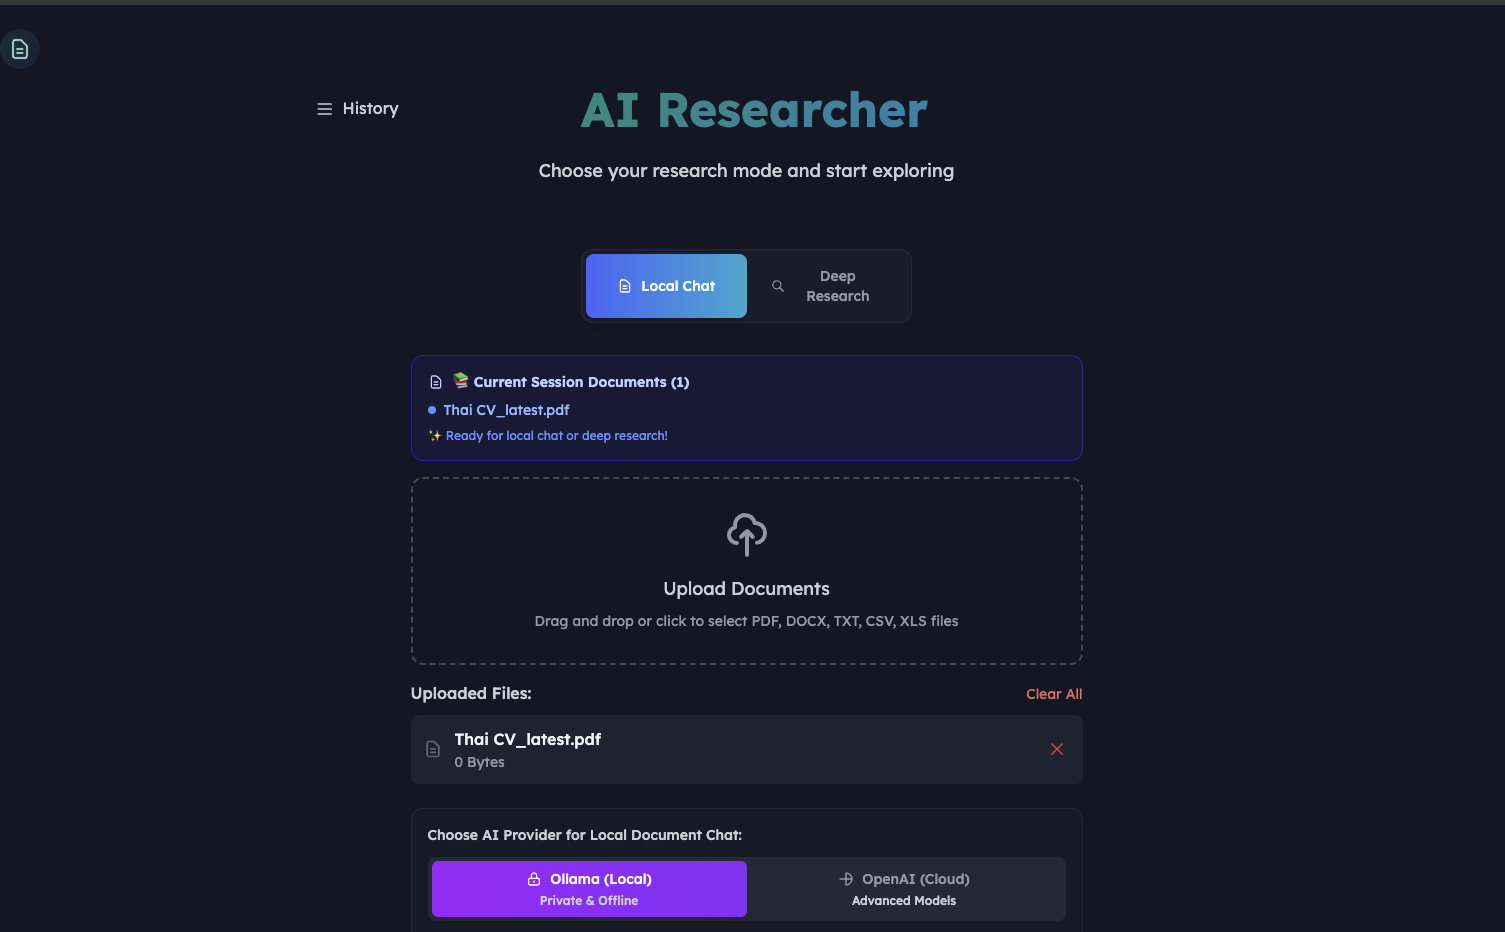 History
AI Researcher
Choose your research mode and start exploring
Local Chat
Deep
Research
📚 Current Session Documents (1)
Thai CV_latest.pdf
✨ Ready for local chat or deep research!
Upload Documents
Drag and drop or click to select PDF, DOCX, TXT, CSV, XLS files
Uploaded Files:
Clear All
Thai CV_latest.pdf
0 Bytes
Choose AI Provider for Local Document Chat:
Ollama (Local)
Private & Offline
OpenAI (Cloud)
Advanced Models